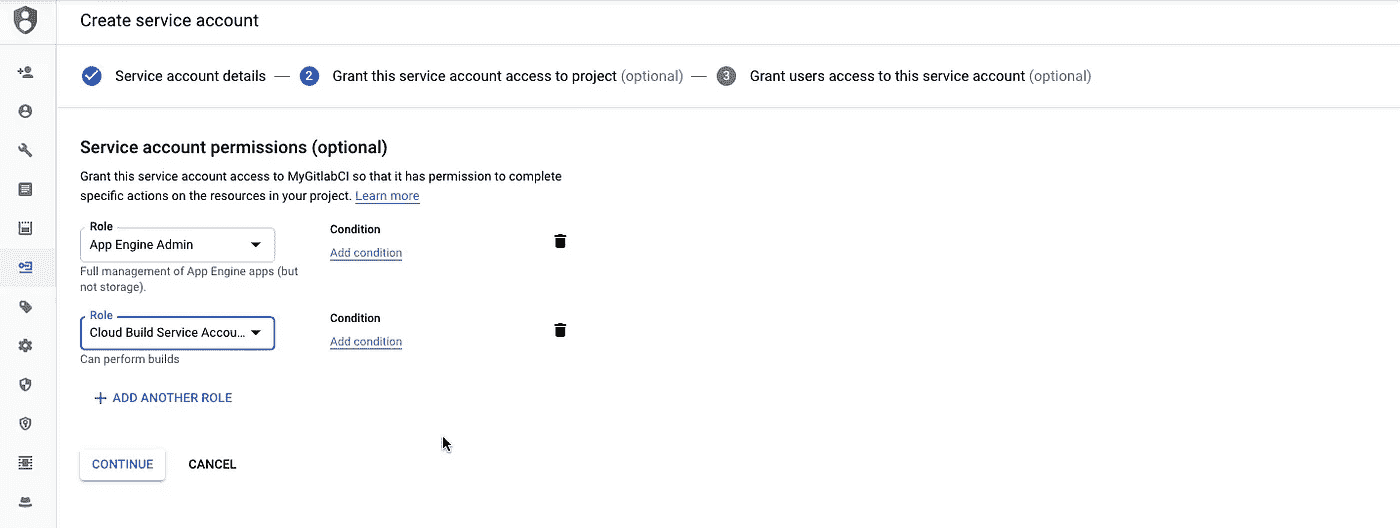 Create service account
Service account details — 2 Grant this service account access to project (optional) — 3 Grant users access to this service account (optional)
Service account permissions (optional)
Grant this service account access to MyGitlabCI so that it has permission to complete
specific actions on the resources in your project. Learn more
Role
Condition
App Engine Admin
Add condition
Full management of App Engine apps (but
not storage).
Role
Condition
Cloud Build Service Accou...
Add condition
Can perform builds
+ ADD ANOTHER ROLE
CONTINUE CANCEL